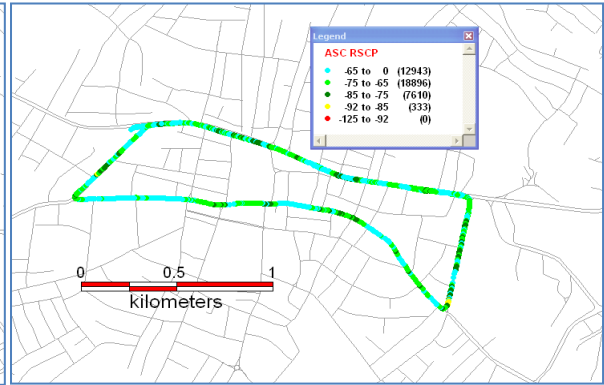 Legend
ASC RSCP
-65 to 0 (12943)
-75 to -65 (18896)
-85 to -75 (7610)
-92 to -85 (333)
-125 to -92 (0)
0 0.5 1
kilometers